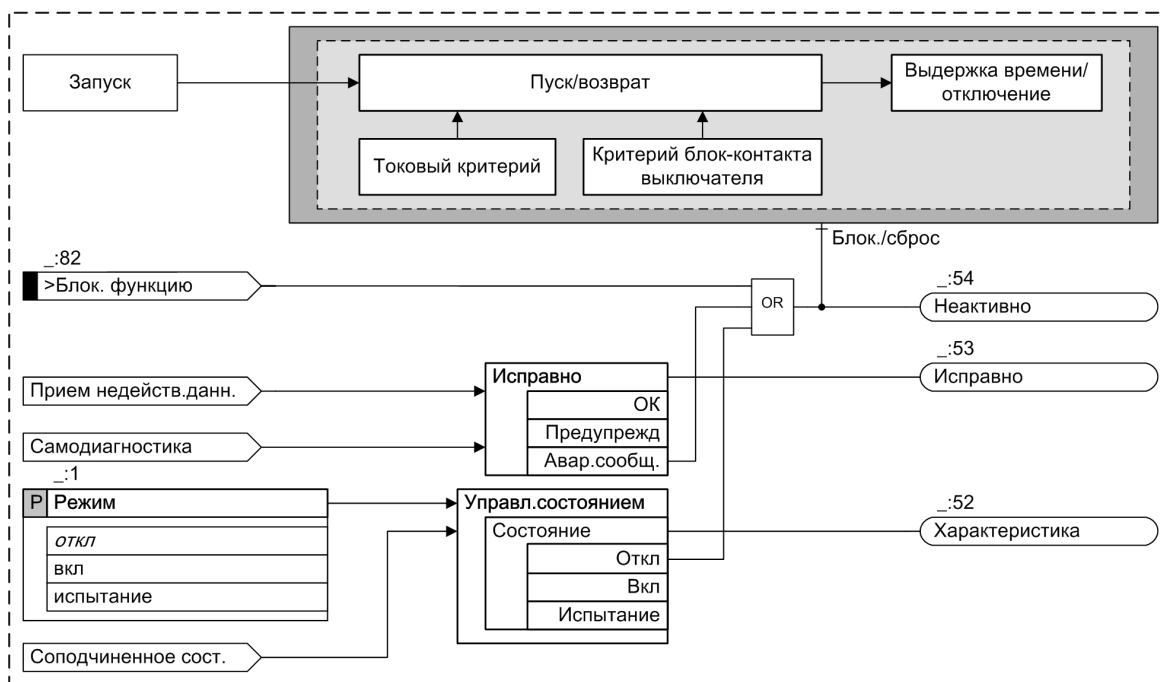 Запуск
Пуск/возврат
Выдержка времени/
отключение
Токовый критерий
Критерий блок-контакта
выключателя
Блок./сброс
_:82
>Блок. функцию
OR
_:54
Неактивно
_:53
Исправно
Прием недейств.данн.
Исправно
ОК
Предупрежд
Авар.сообщ.
Самодиагностика
_:1
P Режим
откл
вкл
испытание
Управл.состоянием
Состояние
Откл
Вкл
Испытание
_:52
Характеристика
Соподчиненное сост.